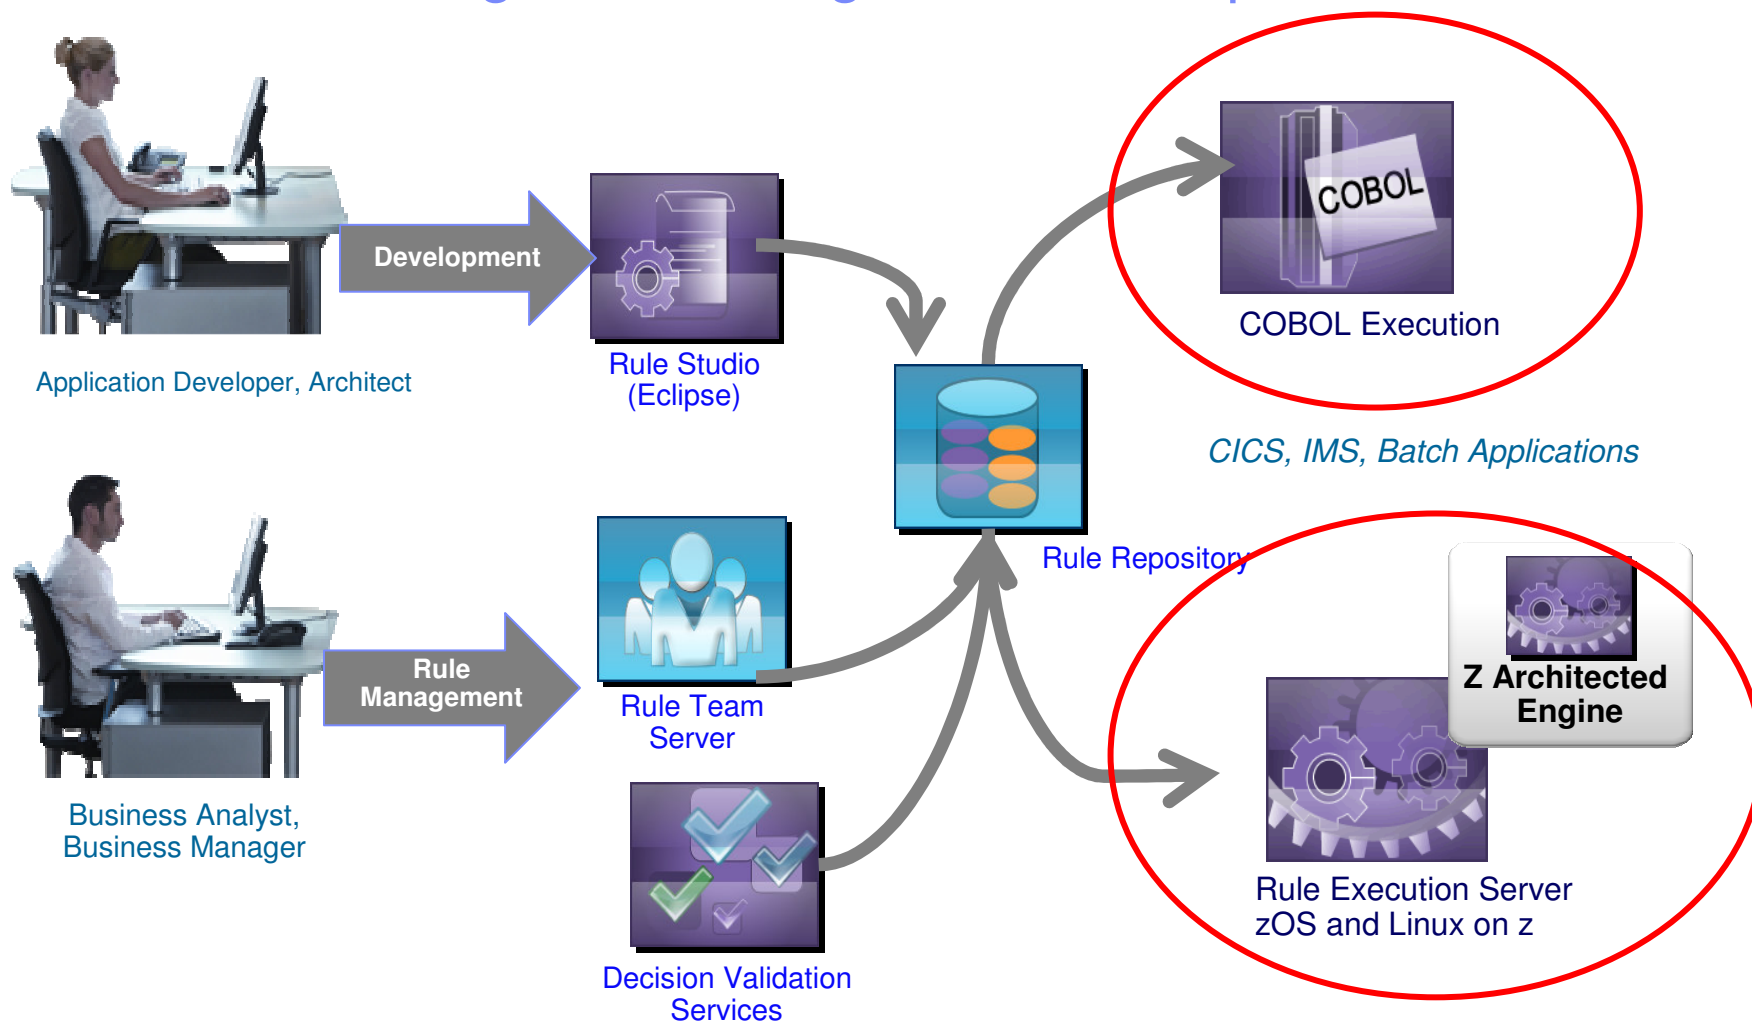 Development
Application Developer, Architect
Rule Studio
(Eclipse)
COBOL
COBOL Execution
CICS, IMS, Batch Applications
Rule Repository
Rule
Management
Business Analyst,
Business Manager
Rule Team
Server
Decision Validation
Services
Z Architected
Engine
Rule Execution Server
zOS and Linux on z